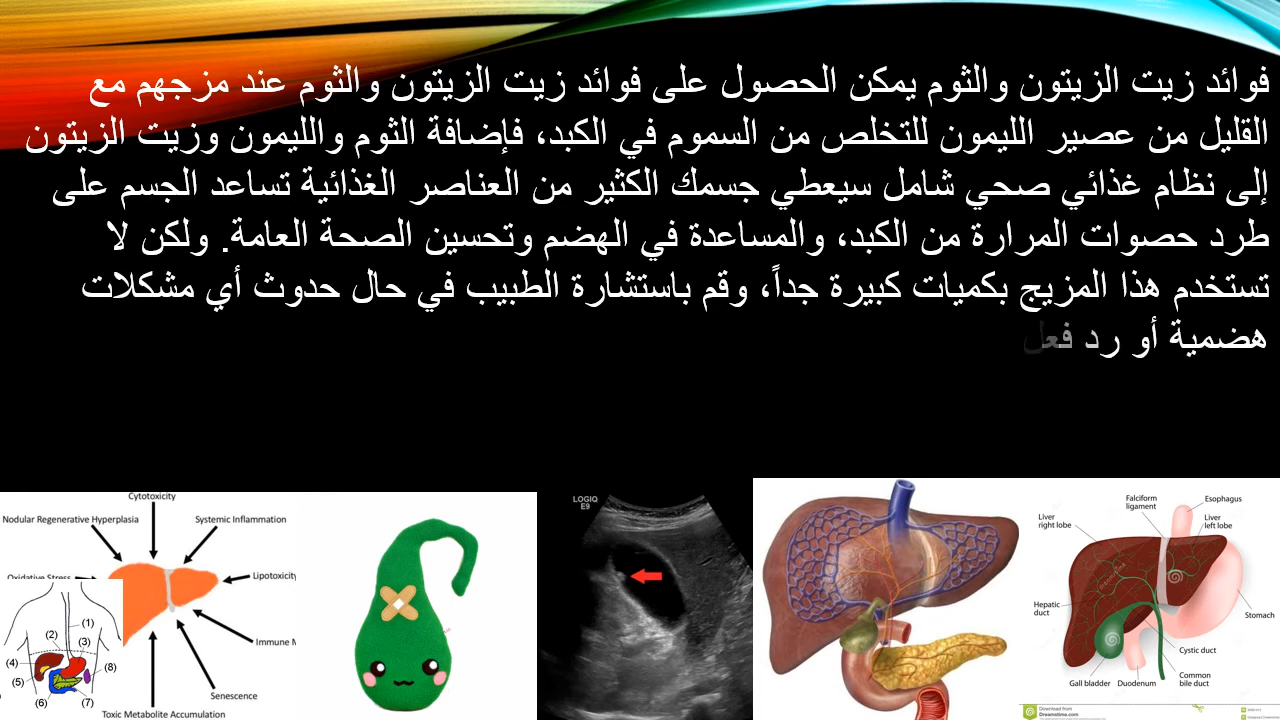 فوائد زيت الزيتون والثوم يمكن الحصول على فوائد زيت الزيتون والثوم عند مزجهم مع
القليل من عصير الليمون للتخلص من السموم في الكبد، فإضافة الثوم والليمون وزيت الزيتون
إلى نظام غذائي صحي شامل سيعطي جسمك الكثير من العناصر الغذائية تساعد الجسم على
طرد حصوات المرارة من الكبد، والمساعدة في الهضم وتحسين الصحة العامة. ولكن لا
تستخدم هذا المزيج بكميات كبيرة جداً، وقم باستشارة الطبيب في حال حدوث أي مشكلات
هضمية أو رد فعل
Cytotoxicity
Nodular Regenerative Hyperplasia
Systemic Inflammation
Oxidative Stress
Lipotoxicity
Immune
Senescence
Toxic Metabolite Accumulation
(1)
(2)
(3)
(4)
(8)
(5)
(6)
(7)
LOGIQ
E9
Falciform
ligament
Esophagus
Liver
right lobe
Liver
left lobe
Hepatic
duct
Stomach
Cystic duct
Gall bladder
Duodenum
Common
bile duct
Download from
Dreamstime.com